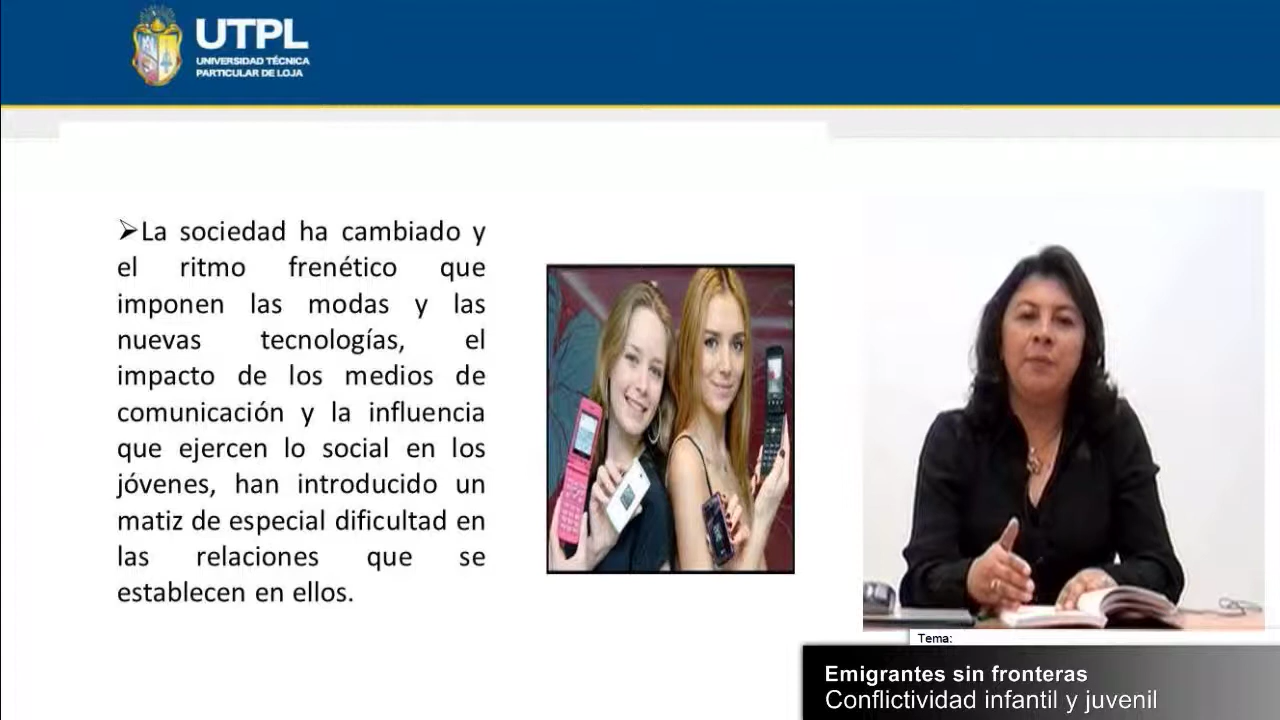 UTPL
UNIVERSIDAD TÉCNICA
PARTICULAR DE LOJA
➢La sociedad ha cambiado y
el ritmo frenético que
imponen las modas y las
nuevas tecnologías, el
impacto de los medios de
comunicación y la influencia
que ejercen lo social en los
jóvenes, han introducido un
matiz de especial dificultad en
las relaciones que se
establecen en ellos.
Tema:
Emigrantes sin fronteras
Conflictividad infantil y juvenil